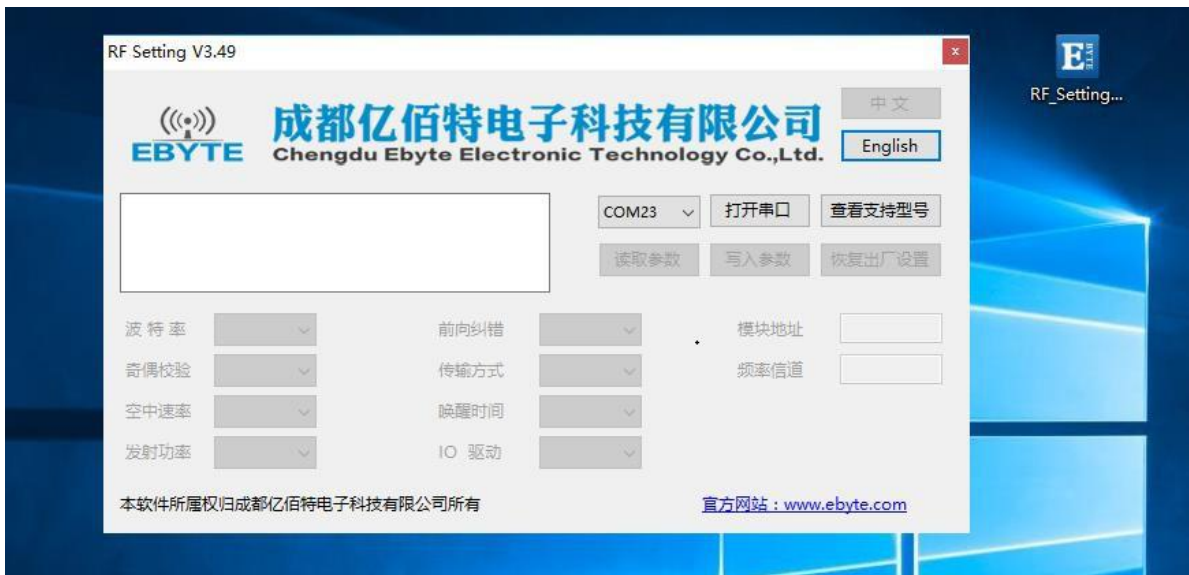 RF Setting V3.49
x
EBYTE
RF_Setting...
((•))
EBYTE
成都亿佰特电子科技有限公司
Chengdu Ebyte Electronic Technology Co.,Ltd.
中 文
English
COM23
打开串口
查看支持型号
读取参数
写入参数
恢复出厂设置
波 特 率
前向纠错
模块地址
奇偶校验
传输方式
频率信道
空中速率
唤醒时间
发射功率
IO 驱动
本软件所属权归成都亿佰特电子科技有限公司所有
官方网站：www.ebyte.com